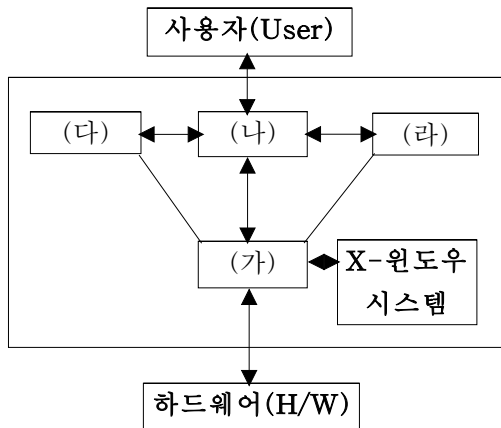 사용자(User)
(다)
(나)
(라)
(가)
X-윈도우
시스템
하드웨어(H/W)